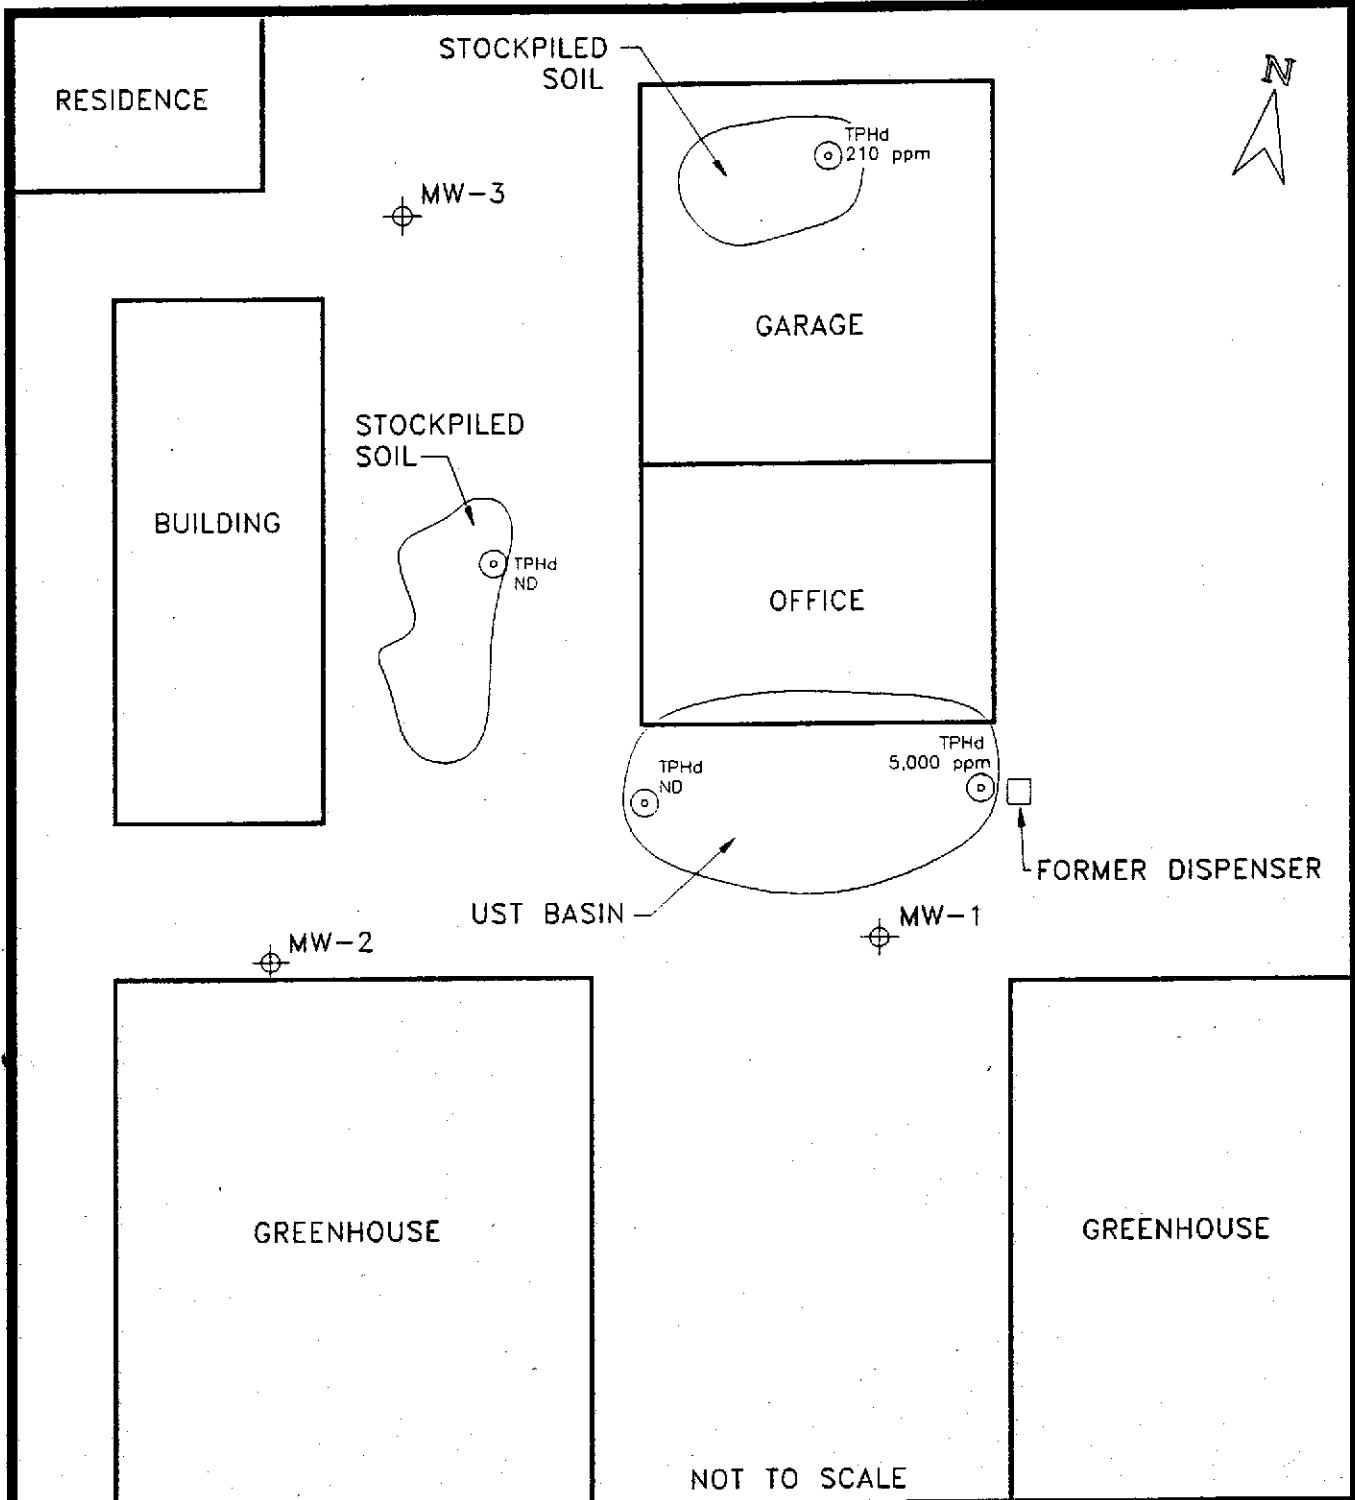 STOCKPILED
SOIL
N
RESIDENCE
TPHd
210 ppm
MW-3
GARAGE
STOCKPILED
SOIL
BUILDING
TPHd
ND
OFFICE
TPHd
5,000 ppm
TPHd
ND
FORMER DISPENSER
UST BASIN
MW-1
MW-2
GREENHOUSE
GREENHOUSE
NOT TO SCALE